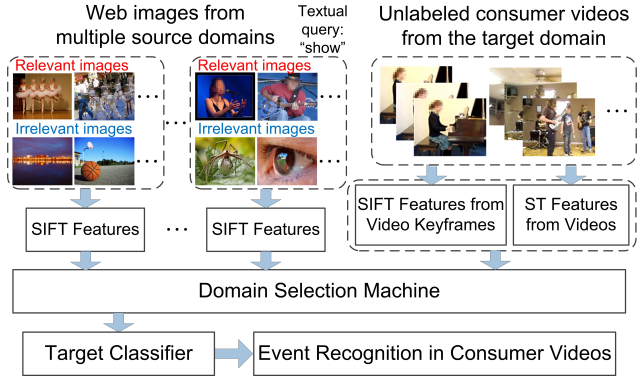 Web images from
multiple source domains
Textual
query:
"show"
Unlabeled consumer videos
from the target domain
Relevant images
Relevant images
Irrelevant images
Irrelevant images
SIFT Features
SIFT Features
SIFT Features from
Video Keyframes
ST Features
from Videos
Domain Selection Machine
Target Classifier
Event Recognition in Consumer Videos